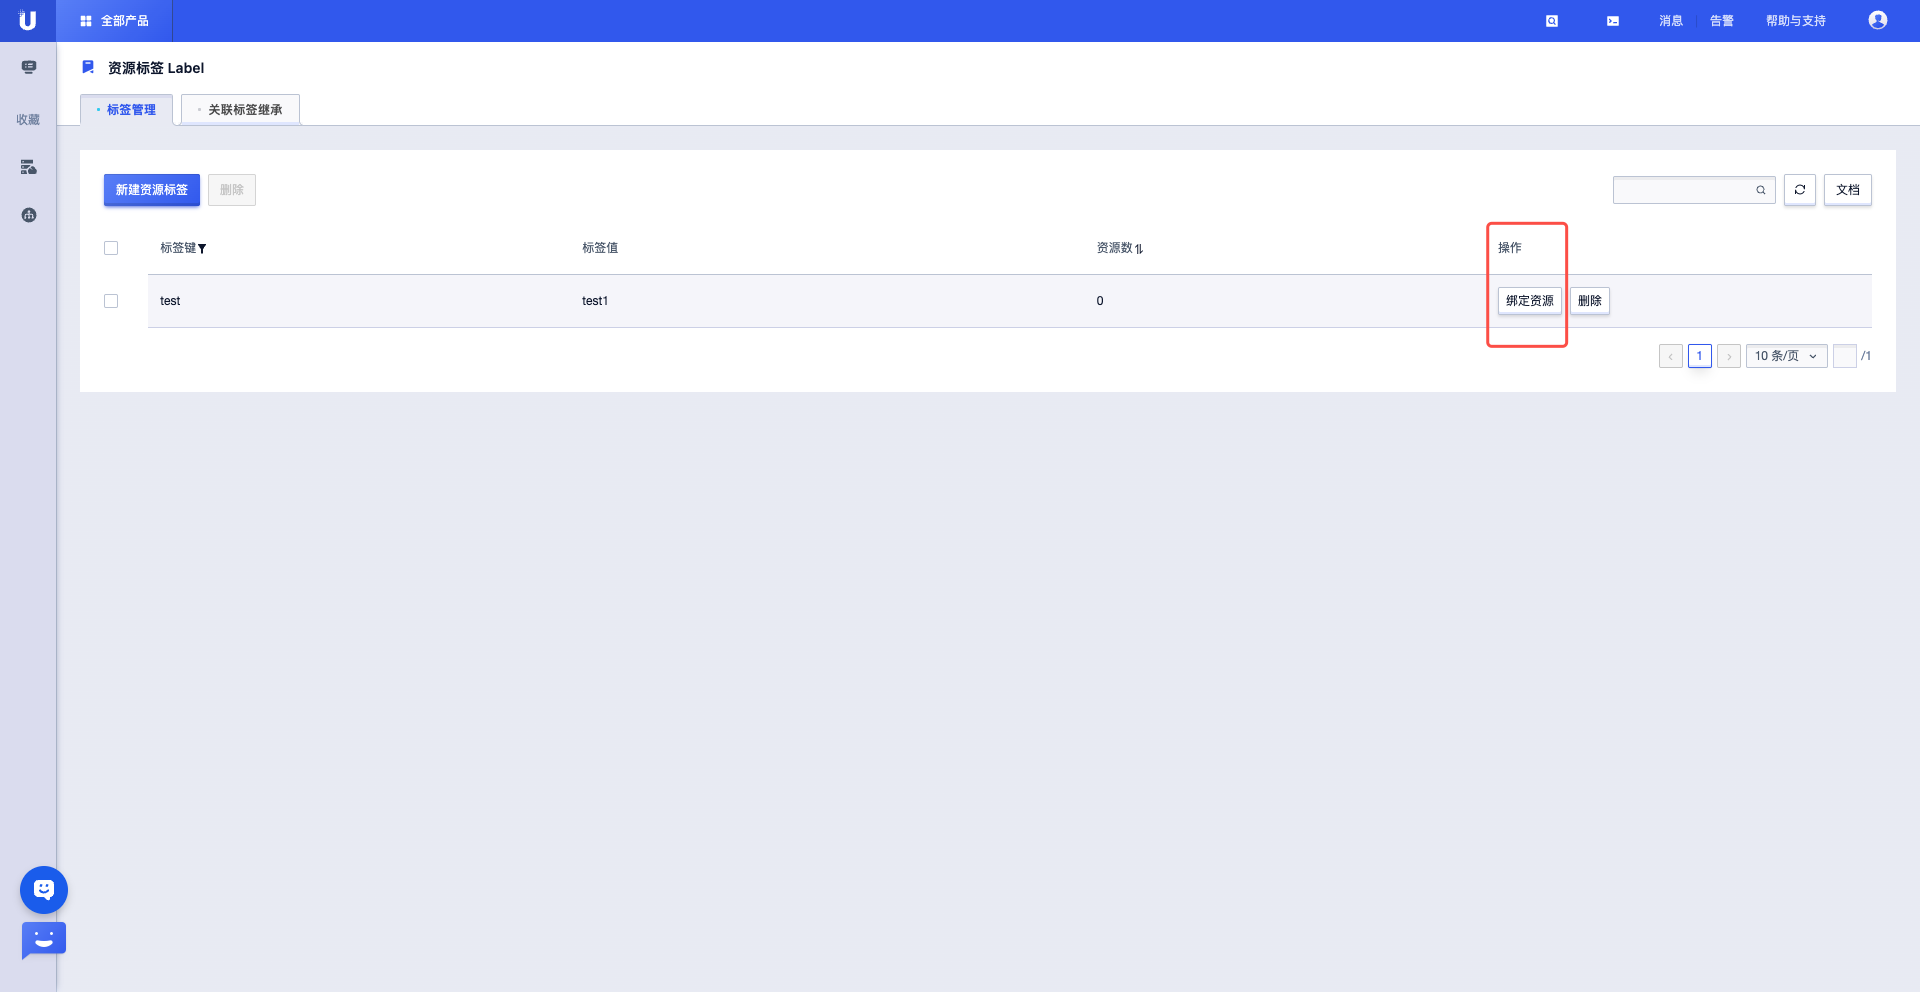 全部产品
消息
告警
帮助与支持
收藏
资源标签 Label
标签管理
关联标签继承
新建资源标签
删除
文档
标签键
标签值
资源数
操作
test
test1
0
绑定资源
删除
1
10 条/页
/1